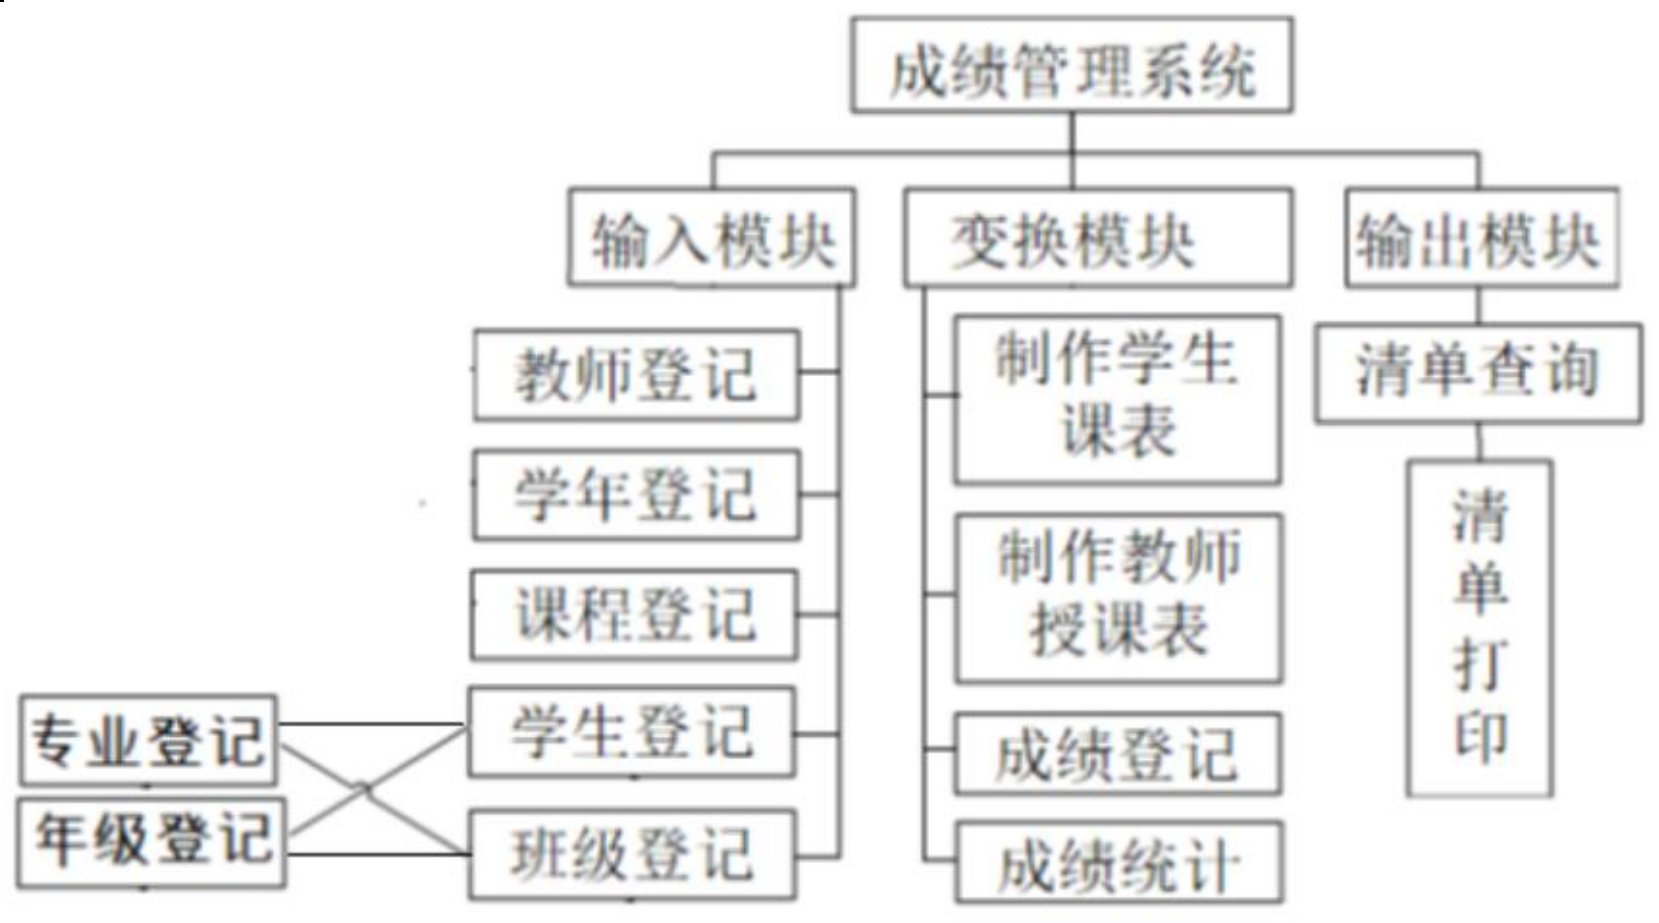 成绩管理系统
输入模块
变换模块
输出模块
教师登记
学年登记
课程登记
学生登记
班级登记
专业登记
年级登记
制作学生
课表
制作教师
授课表
成绩登记
成绩统计
清单查询
清
单
打
印